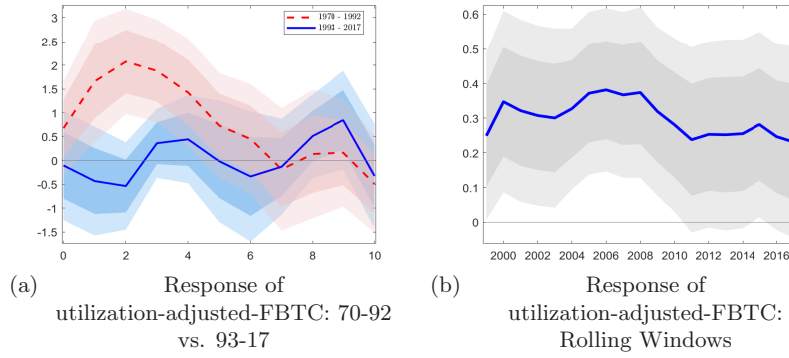 3
2.5
2
1.5
1
0.5
0
-0.5
-1
-1.5
0 2 4 6 8 10
1970 - 1992
1993 - 2017
0.6
0.5
0.4
0.3
0.2
0.1
0
2000 2002 2004 2006 2008 2010 2012 2014 2016
(a) Response of
utilization-adjusted-FBTC: 70-92
vs. 93-17
(b) Response of
utilization-adjusted-FBTC:
Rolling Windows